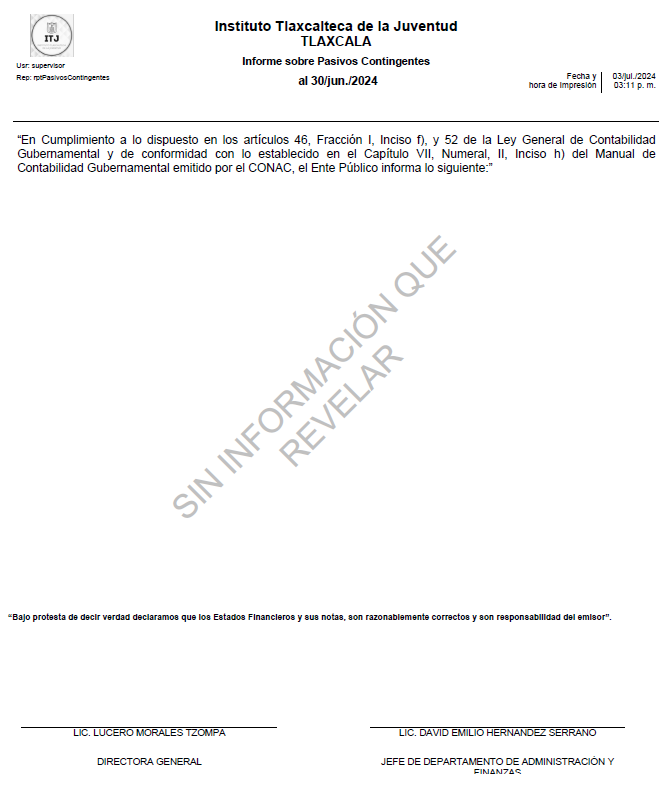 ITJ
Usr: supervisor
Rep: rptPasivosContingentes
Instituto Tlaxcalteca de la Juventud
TLAXCALA
Informe sobre Pasivos Contingentes
al 30/jun./2024
Fecha y
hora de Impresión
03/jul./2024
03:11 p. m.
“En Cumplimiento a lo dispuesto en los artículos 46, Fracción I, Inciso f), y 52 de la Ley General de Contabilidad
Gubernamental y de conformidad con lo establecido en el Capítulo VII, Numeral, II, Inciso h) del Manual de
Contabilidad Gubernamental emitido por el CONAC, el Ente Público informa lo siguiente:”
SIN INFORMACIÓN QUE
REVELAR
“Bajo protesta de decir verdad declaramos que los Estados Financieros y sus notas, son razonablemente correctos y son responsabilidad del emisor”.
LIC. LUCERO MORALES TZOMPA
DIRECTORA GENERAL
LIC. DAVID EMILIO HERNANDEZ SERRANO
JEFE DE DEPARTAMENTO DE ADMINISTRACIÓN Y
FINANZAS